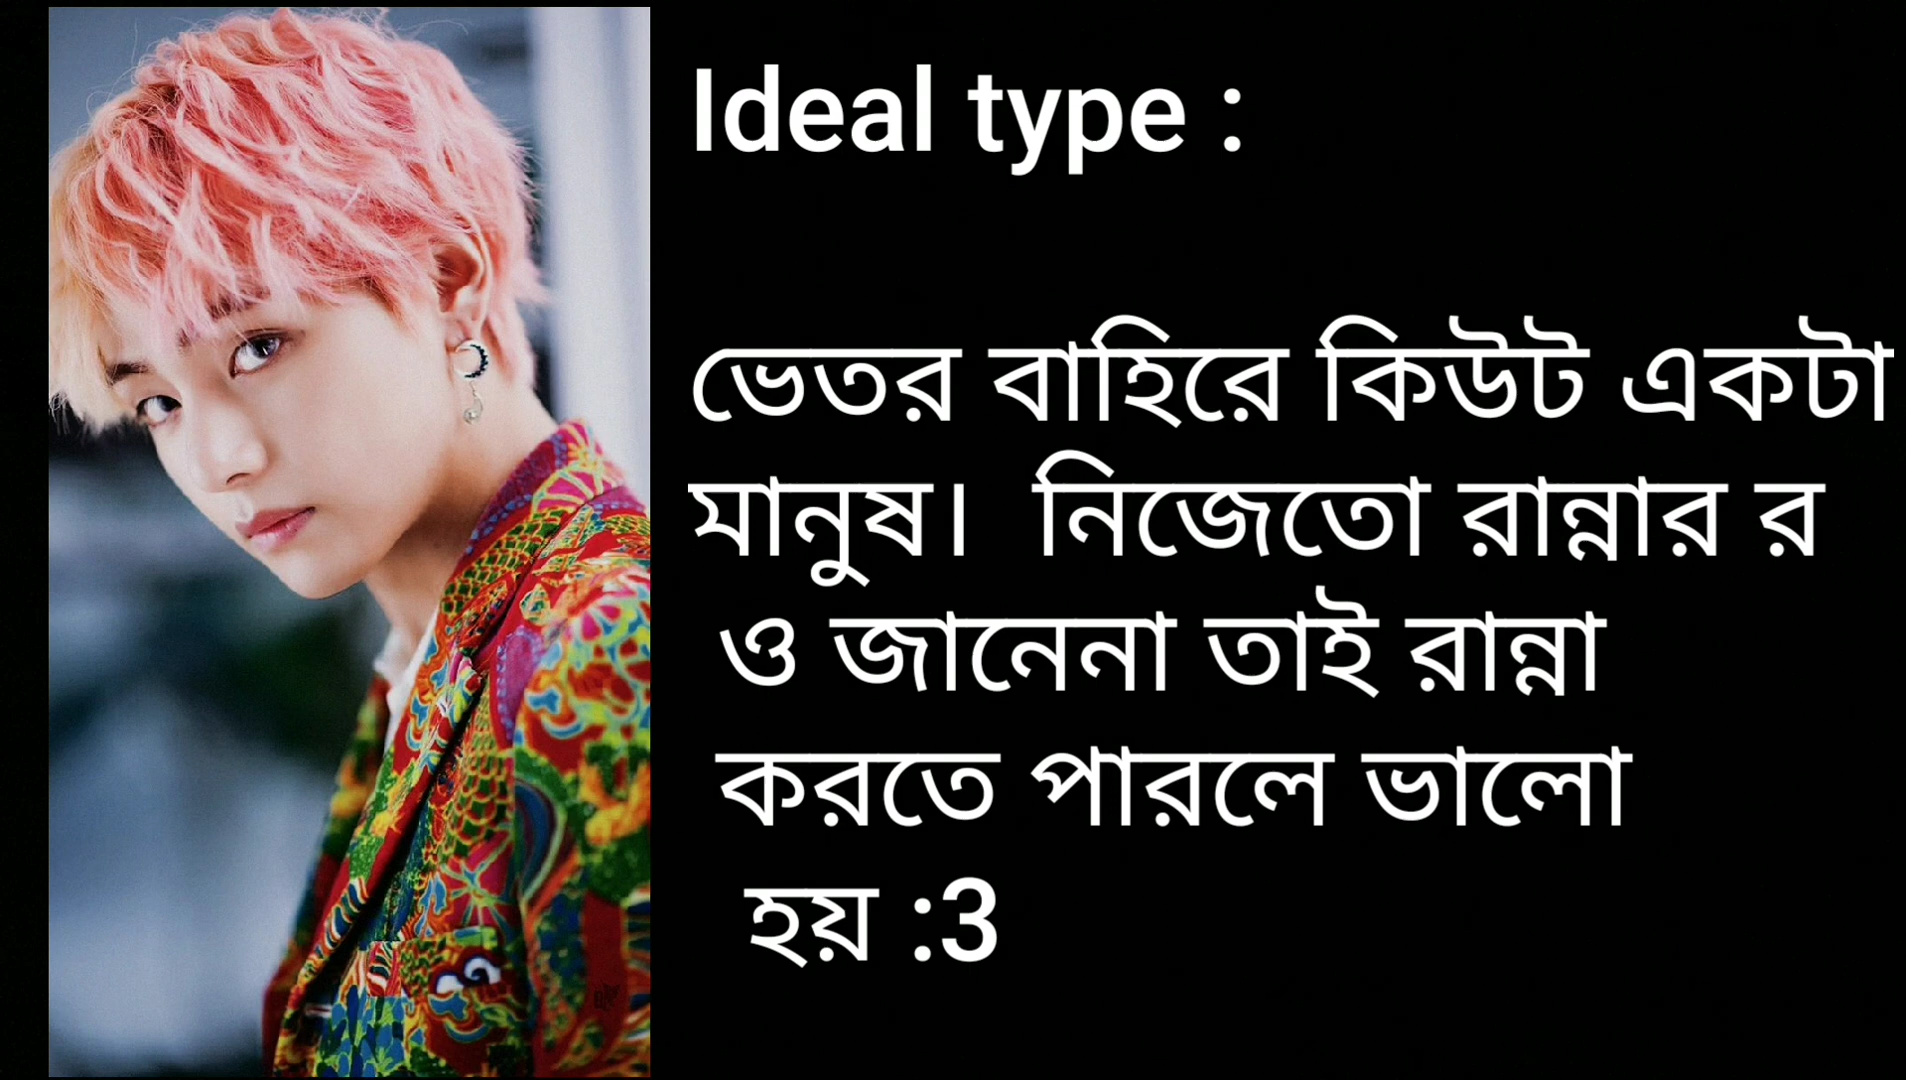 Ideal type :
ভেতর বাহিরে কিউট একটা
মানুষ। নিজেতো রান্নার র
ও জানেনা তাই রান্না
করতে পারলে ভালো
হয় :3